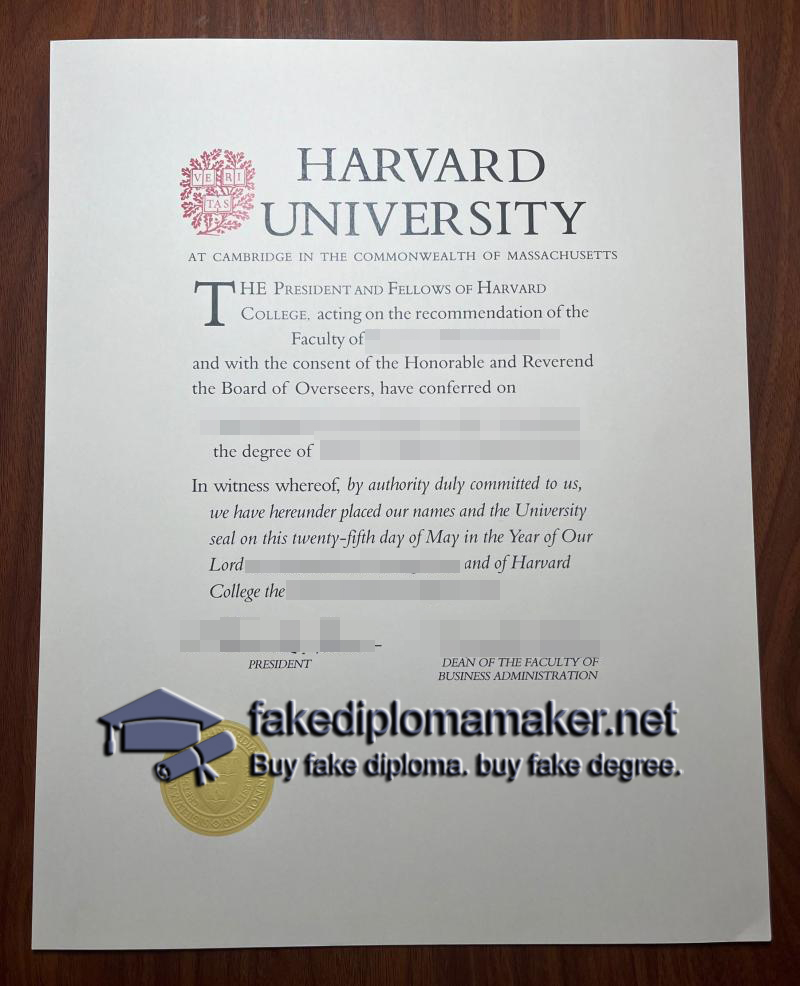 VE RI
TAS
HARVARD
UNIVERSITY
AT CAMBRIDGE IN THE COMMONWEALTH OF MASSACHUSETTS
THE PRESIDENT AND FELLOWS OF HARVARD
COLLEGE, acting on the recommendation of the
Faculty of
and with the consent of the Honorable and Reverend
the Board of Overseers, have conferred on
the degree of
In witness whereof, by authority duly committed to us,
we have hereunder placed our names and the University
seal on this twenty-fifth day of May in the Year of Our
Lord and of Harvard
College the
PRESIDENT
DEAN OF THE FACULTY OF
BUSINESS ADMINISTRATION
fakediplomamaker.net
Buy fake diploma. buy fake degree.